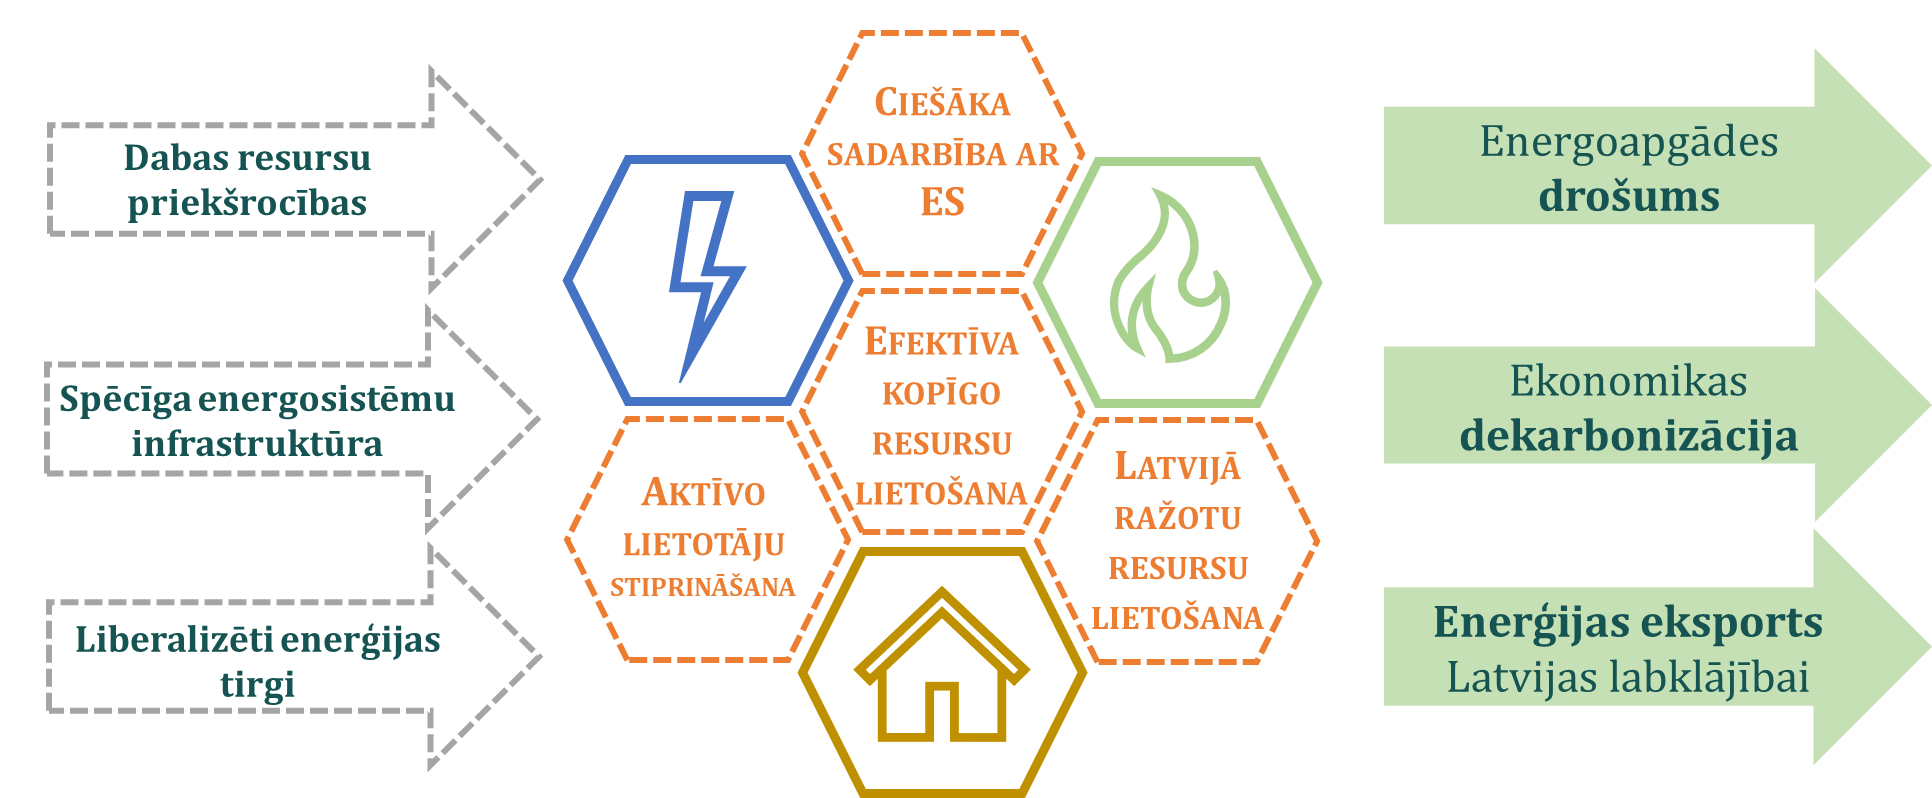 Dabas resursu
priekšrocības
Spēcīga energosistēmu
infrastruktūra
Liberalizēti enerģijas
tirgi
CIEŠĀKA
SADARBĪBA AR
ES
EFEKTĪVA
KOPĪGO
RESURSU
LIETOŠANA
AKTĪVO
LIETOTĀJU
STIPRINĀŠANA
LATVIJĀ
RAŽOTU
RESURSU
LIETOŠANA
Energoapgādes
drošums
Ekonomikas
dekarbonizācija
Enerģijas eksports
Latvijas labklājībai